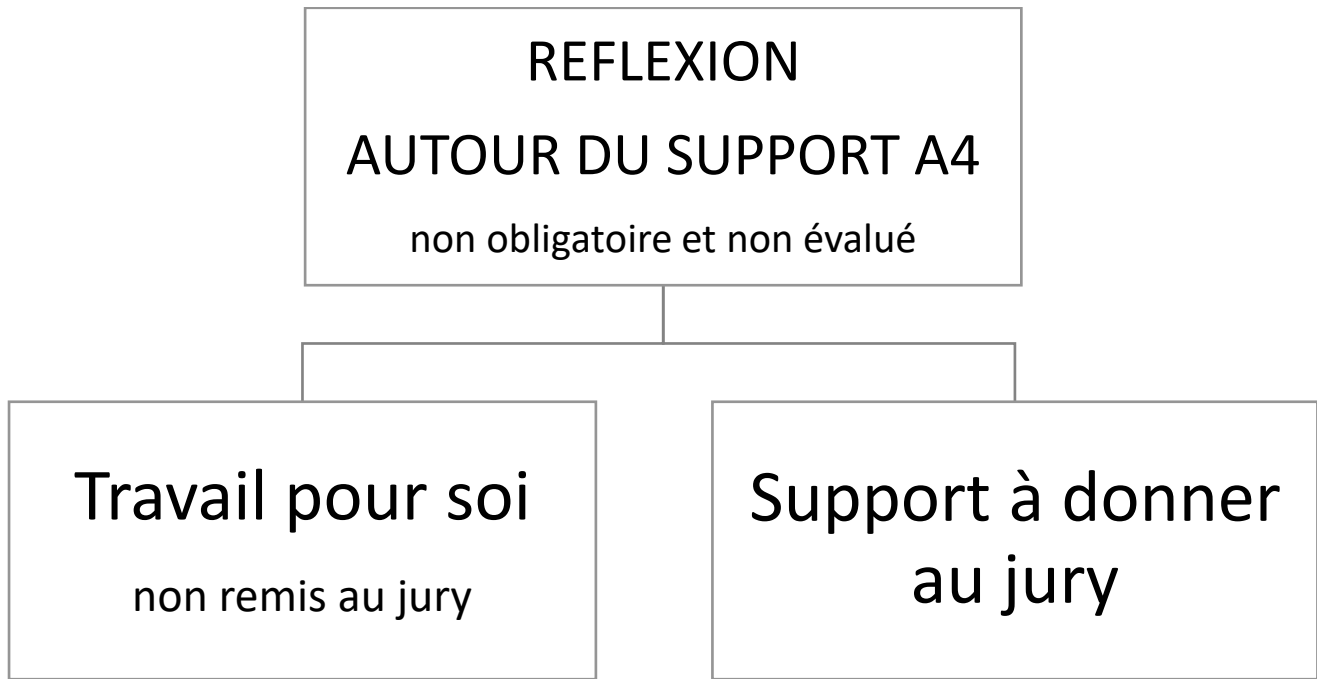 REFLEXION
AUTOUR DU SUPPORT A4
non obligatoire et non évalué
Travail pour soi
non remis au jury
Support à donner
au jury